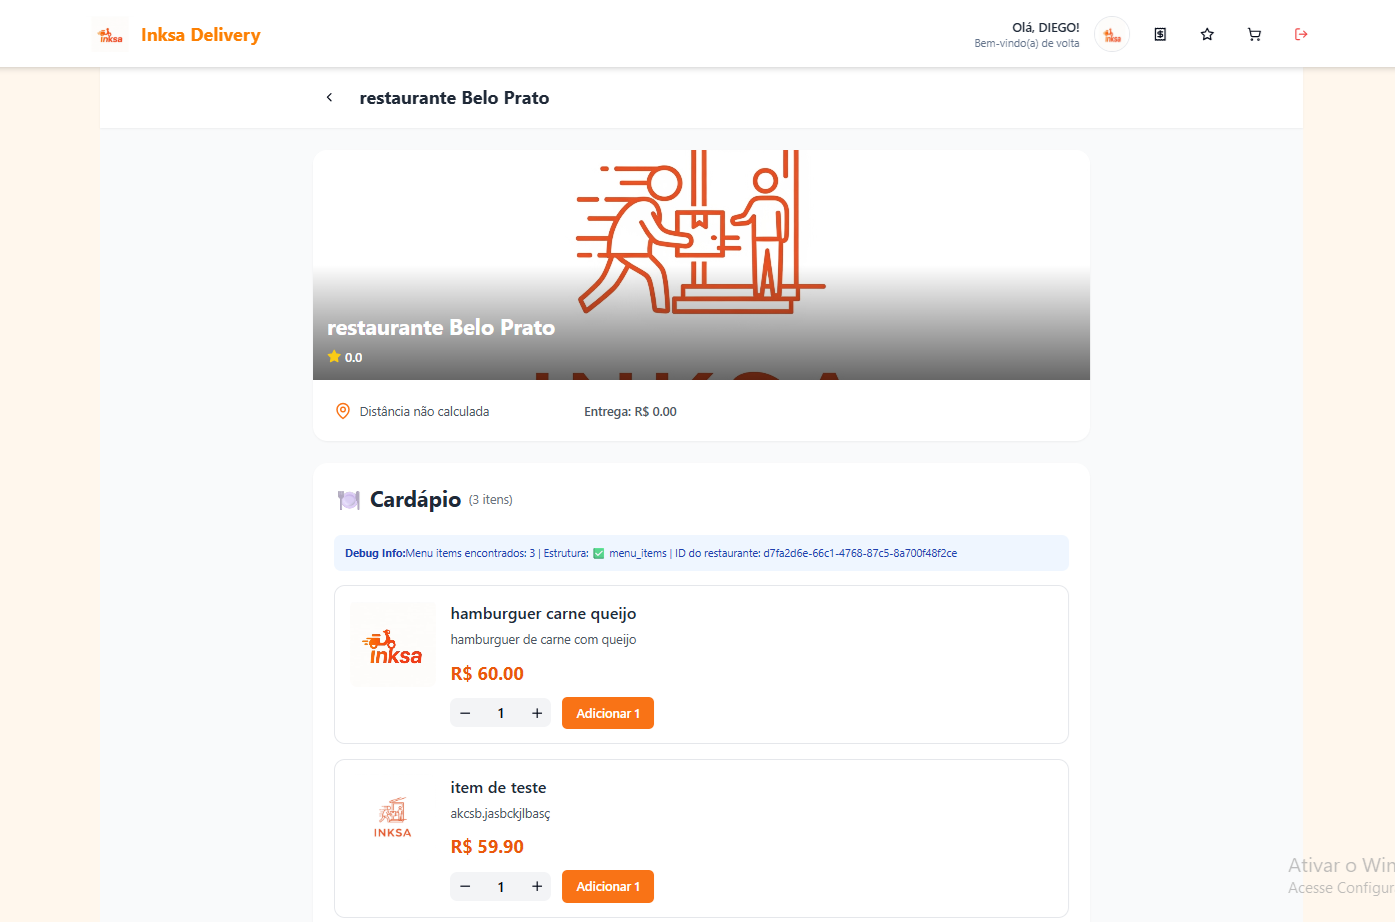 inksa
Inksa Delivery
Olá, DIEGO!
Bem-vindo(a) de volta
inksa
restaurante Belo Prato
INKSA
restaurante Belo Prato
0.0
Distância não calculada
Entrega: R$ 0.00
Cardápio (3 itens)
Debug Info:Menu items encontrados: 3 | Estrutura: ✅ menu_items | ID do restaurante: d7fa2d6e-66c1-4768-87c5-8a700f48f2ce
inksa
hamburguer carne queijo
hamburguer de carne com queijo
R$ 60.00
− 1 + Adicionar 1
INKSA
item de teste
akcsb.jasbckjlbasç
R$ 59.90
− 1 + Adicionar 1
Ativar o Win
Acesse Configur